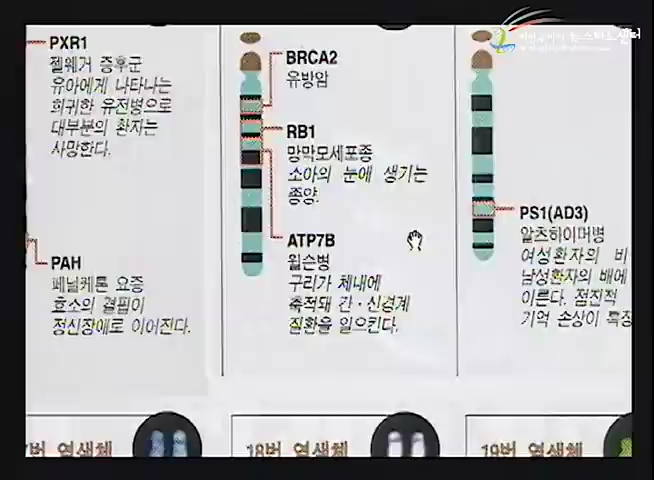 PXR1
젤웨거 증후군
유아에게 나타나는
희귀한 유전병으로
대부분의 환자는
사망한다.
PAH
페닐케톤 요증
효소의 결핍이
정신장애로 이어진다.
BRCA2
유방암
RB1
망막모세포종
소아의 눈에 생기는
종양.
ATP7B
윌슨병
구리가 체내에
축적돼 간·신경계
질환을 일으킨다.
PS1(AD3)
알츠하이머병
여성환자의 비
남성환자의 배에
이른다. 점진적
기억 손상이 특징
번 염색체
18번 염색체
19번 염색체